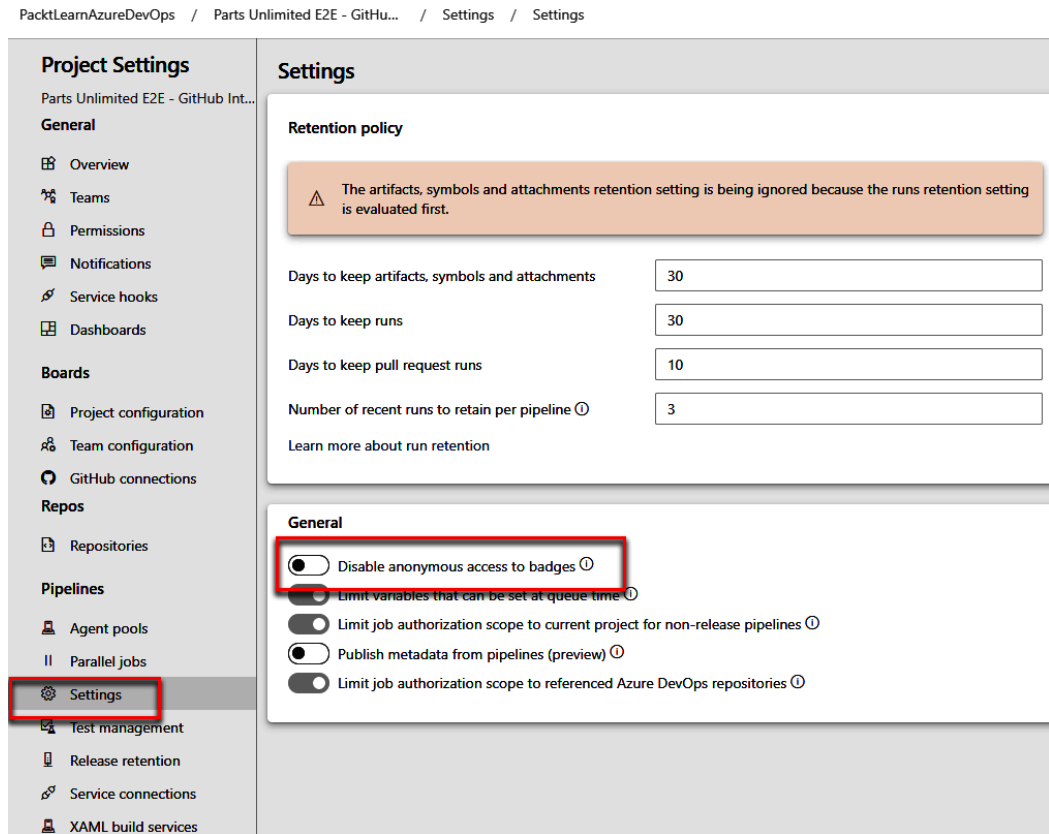 PacktLearnAzureDevOps / Parts Unlimited E2E - GitHu... / Settings / Settings
Project Settings
Parts Unlimited E2E - GitHub Int...
General
Overview
Teams
Permissions
Notifications
Service hooks
Dashboards
Boards
Project configuration
Team configuration
GitHub connections
Repos
Repositories
Pipelines
Agent pools
Parallel jobs
Settings
Test management
Release retention
Service connections
XAML build services
Settings
Retention policy
The artifacts, symbols and attachments retention setting is being ignored because the runs retention setting
is evaluated first.
Days to keep artifacts, symbols and attachments 30
Days to keep runs 30
Days to keep pull request runs 10
Number of recent runs to retain per pipeline 3
Learn more about run retention
General
Disable anonymous access to badges
Limit variables that can be set at queue time
Limit job authorization scope to current project for non-release pipelines
Publish metadata from pipelines (preview)
Limit job authorization scope to referenced Azure DevOps repositories